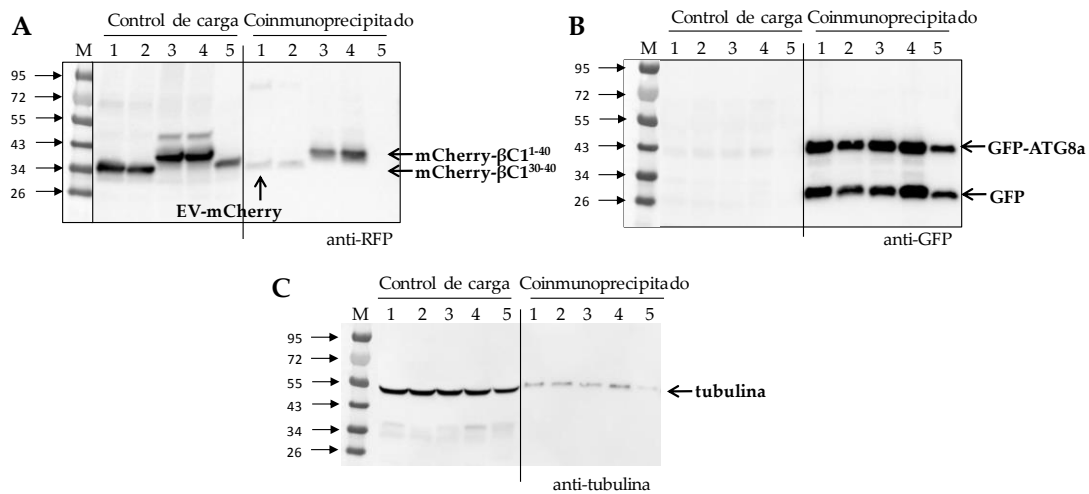 A
Control de carga Coinmunoprecipitado
M 1 2 3 4 5 1 2 3 4 5
95
72
55
43
34
26
mCherry-βC1¹⁻⁴⁰
mCherry-βC1³⁰⁻⁴⁰
EV-mCherry
anti-RFP
B
Control de carga Coinmunoprecipitado
M 1 2 3 4 5 1 2 3 4 5
95
72
55
43
34
26
GFP-ATG8a
GFP
anti-GFP
C
Control de carga Coinmunoprecipitado
M 1 2 3 4 5 1 2 3 4 5
95
72
55
43
34
26
tubulina
anti-tubulina